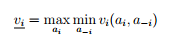 v_i = max_{a_i} min_{a_{-i}} v_i(a_i, a_{-i})